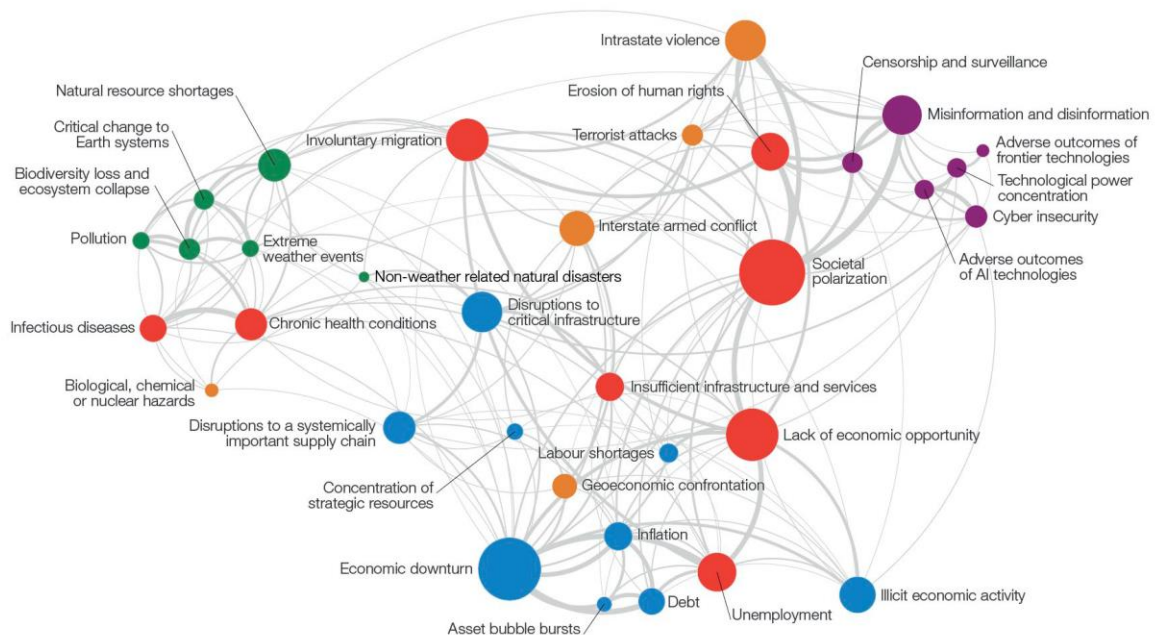 Intrastate violence
Censorship and surveillance
Natural resource shortages
Erosion of human rights
Misinformation and disinformation
Critical change to
Earth systems
Involuntary migration
Terrorist attacks
Adverse outcomes of
frontier technologies
Biodiversity loss and
ecosystem collapse
Technological power
concentration
Cyber insecurity
Pollution
Extreme
weather events
Interstate armed conflict
Adverse outcomes
of AI technologies
Societal
polarization
Non-weather related natural disasters
Disruptions to
critical infrastructure
Infectious diseases
Chronic health conditions
Biological, chemical
or nuclear hazards
Insufficient infrastructure and services
Disruptions to a systemically
important supply chain
Lack of economic opportunity
Labour shortages
Concentration of
strategic resources
Geoeconomic confrontation
Inflation
Economic downturn
Debt
Unemployment
Illicit economic activity
Asset bubble bursts